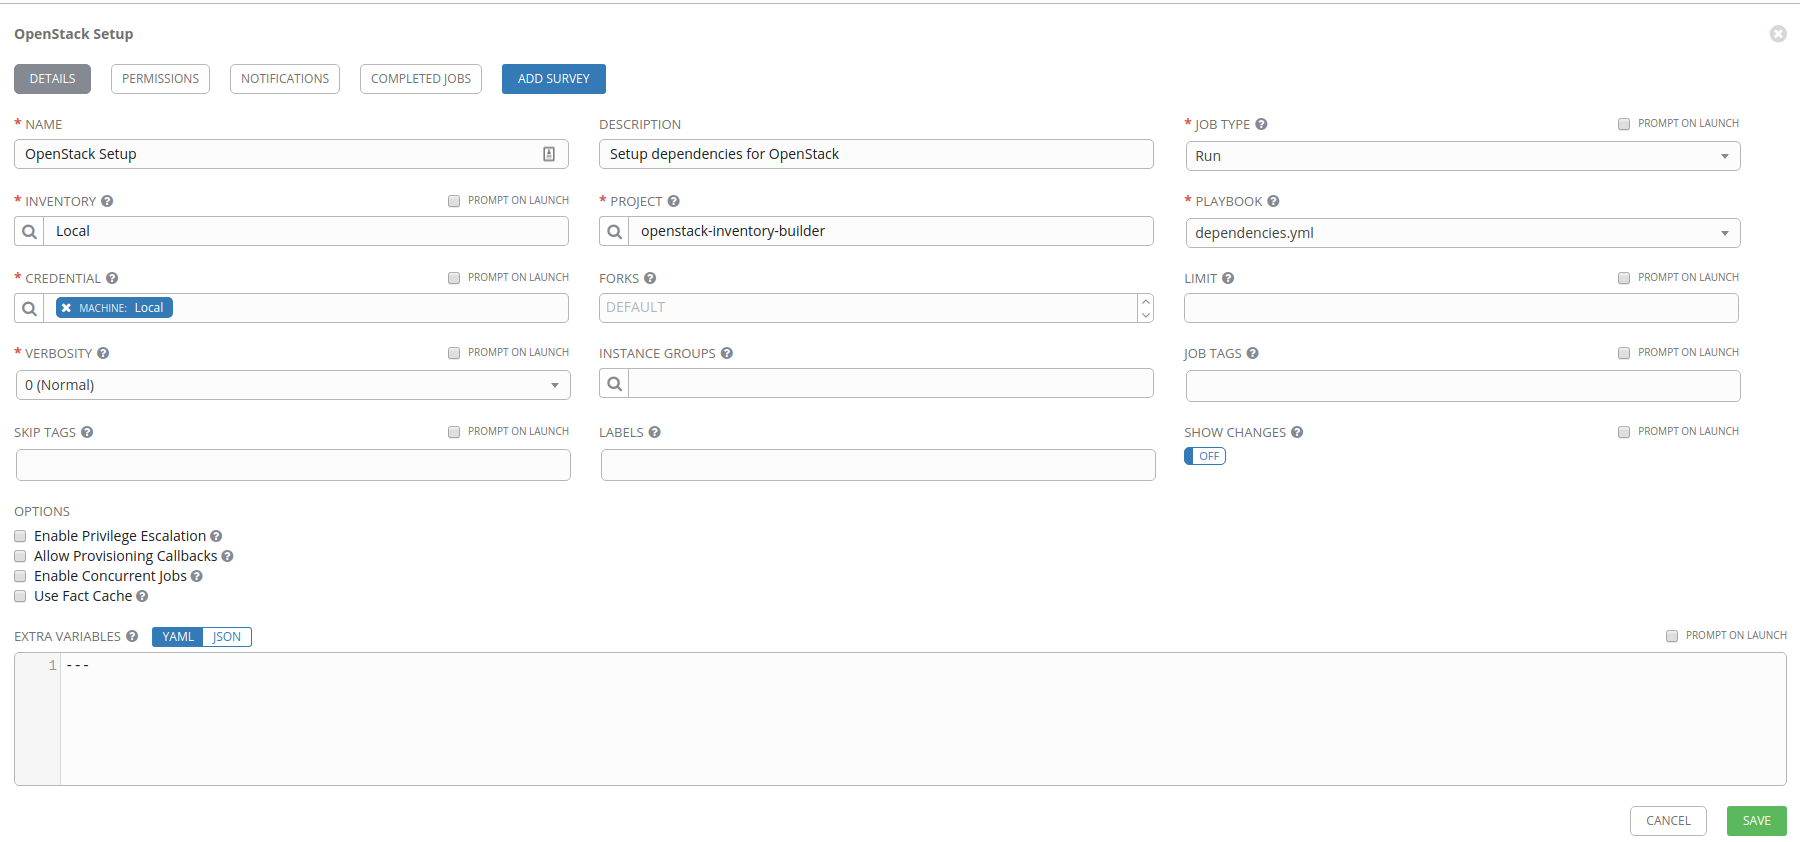 OpenStack Setup
DETAILS PERMISSIONS NOTIFICATIONS COMPLETED JOBS ADD SURVEY
* NAME DESCRIPTION * JOB TYPE PROMPT ON LAUNCH
OpenStack Setup Setup dependencies for OpenStack Run
* INVENTORY PROMPT ON LAUNCH * PROJECT * PLAYBOOK
Local openstack-inventory-builder dependencies.yml
* CREDENTIAL PROMPT ON LAUNCH FORKS LIMIT PROMPT ON LAUNCH
MACHINE: Local DEFAULT
* VERBOSITY PROMPT ON LAUNCH INSTANCE GROUPS JOB TAGS PROMPT ON LAUNCH
0 (Normal)
SKIP TAGS PROMPT ON LAUNCH LABELS SHOW CHANGES PROMPT ON LAUNCH
OFF
OPTIONS
Enable Privilege Escalation
Allow Provisioning Callbacks
Enable Concurrent Jobs
Use Fact Cache
EXTRA VARIABLES YAML JSON PROMPT ON LAUNCH
1 ---
CANCEL SAVE